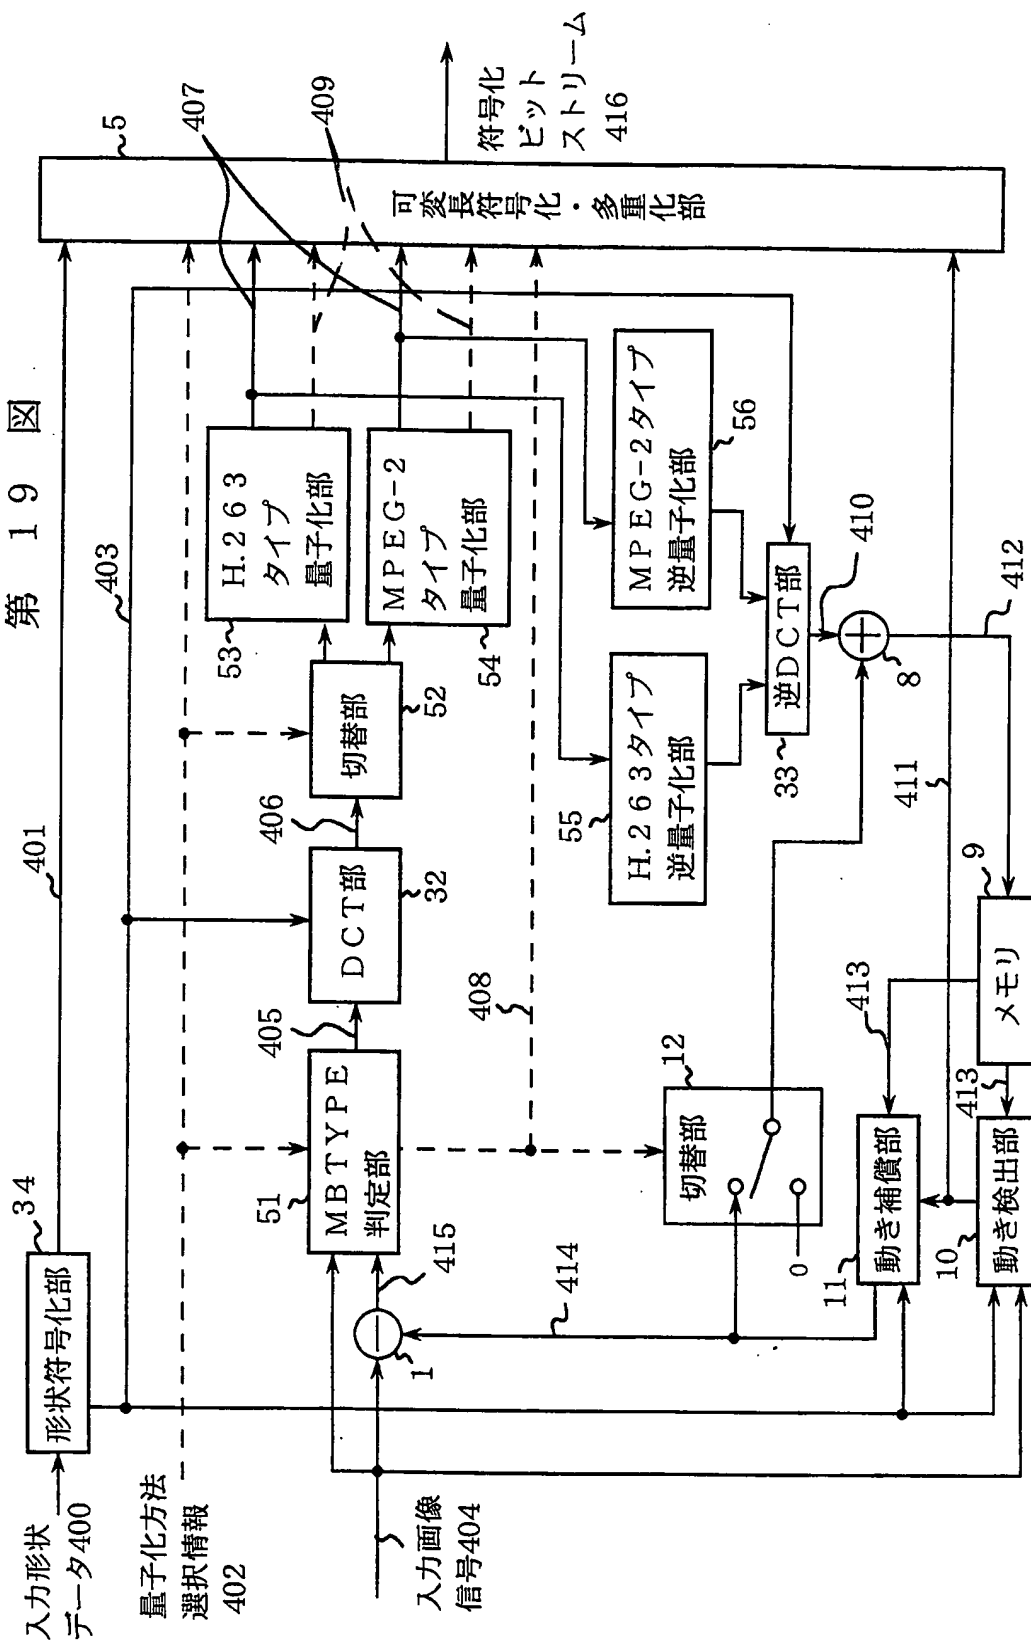 第 19 図
入力形状
データ400
形状符号化部
34
401
403
量子化方法
選択情報
402
入力画像
信号404
1
415
414
MBTYPE
判定部
51
405
DCT部
32
406
切替部
52
H.263
タイプ
量子化部
53
MPEG-2
タイプ
量子化部
54
407
409
5
可変長符号化・多重化部
符号化
ビット
ストリーム
416
408
切替部
12
0
H.263タイプ
逆量子化部
55
MPEG-2タイプ
逆量子化部
56
逆DCT部
33
410
8
412
411
動き補償部
11
動き検出部
10
メモリ
9
413
413